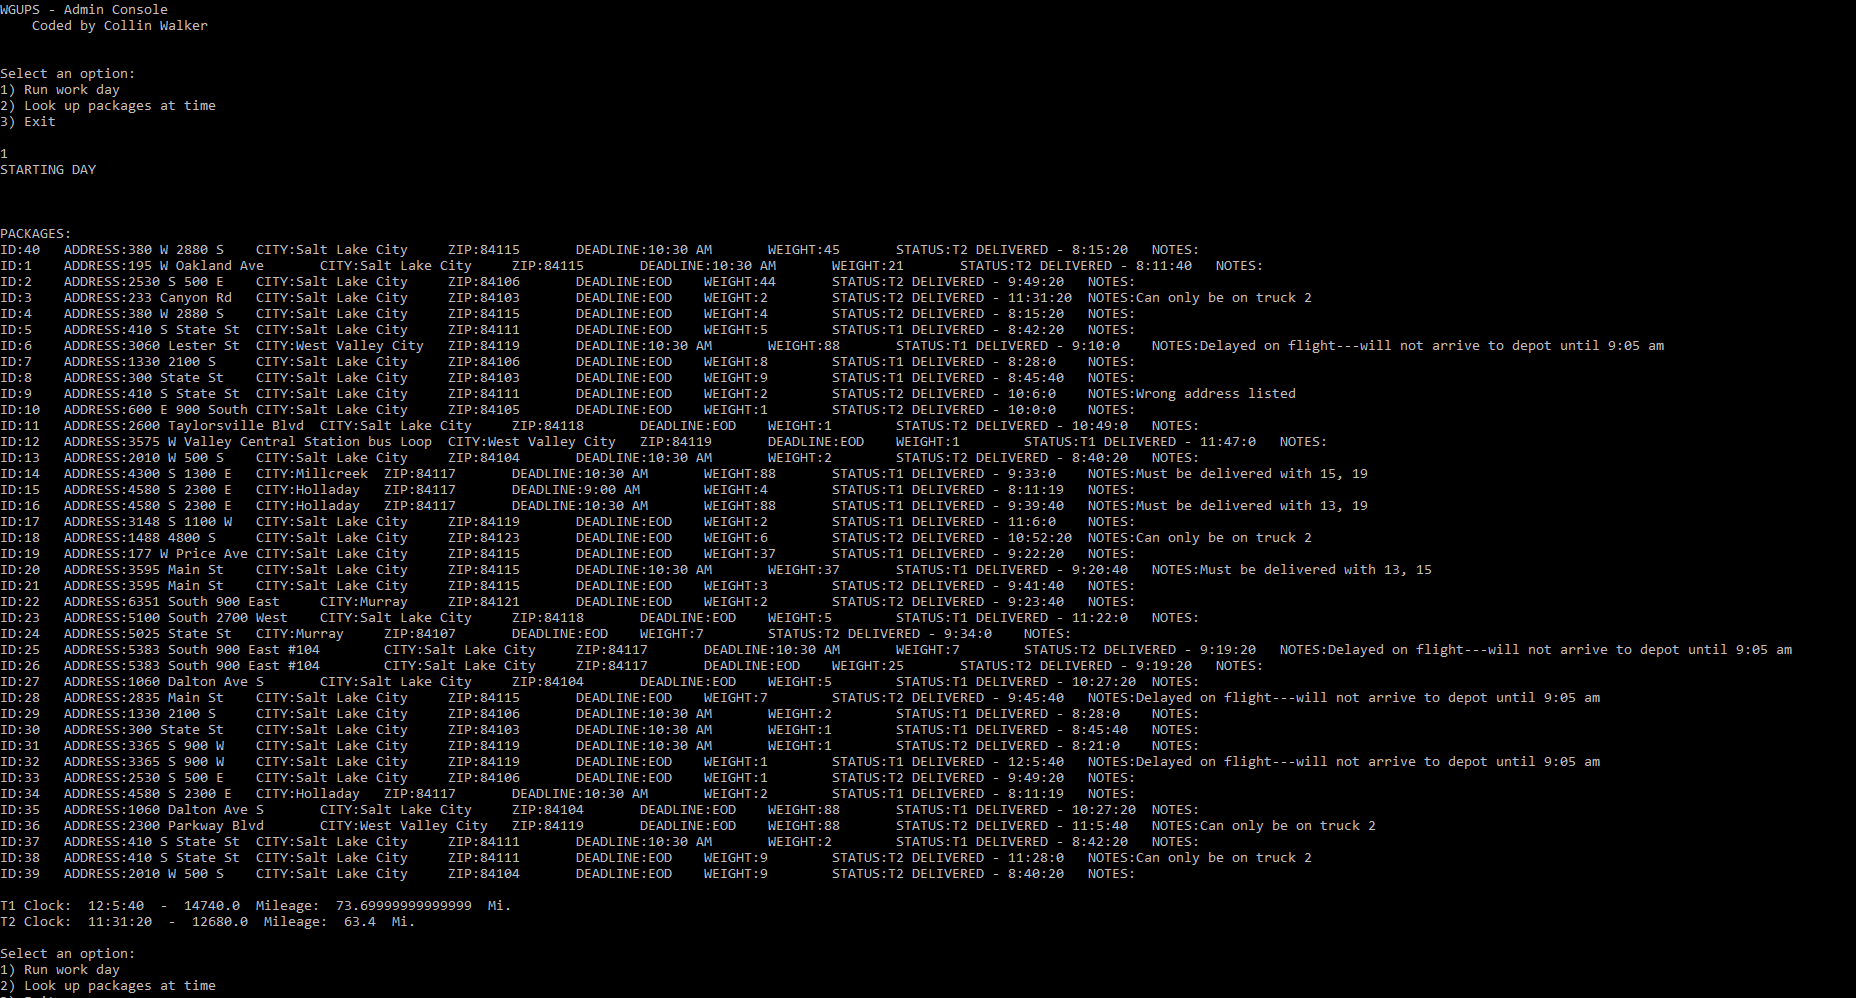 WGUPS - Admin Console
Coded by Collin Walker
Select an option:
1) Run work day
2) Look up packages at time
3) Exit
1
STARTING DAY
PACKAGES:
ID:40 ADDRESS:380 W 2880 S CITY:Salt Lake City ZIP:84115 DEADLINE:10:30 AM WEIGHT:45 STATUS:T2 DELIVERED - 8:15:20 NOTES:
ID:1 ADDRESS:195 W Oakland Ave CITY:Salt Lake City ZIP:84115 DEADLINE:10:30 AM WEIGHT:21 STATUS:T2 DELIVERED - 8:11:40 NOTES:
ID:2 ADDRESS:2530 S 500 E CITY:Salt Lake City ZIP:84106 DEADLINE:EOD WEIGHT:44 STATUS:T2 DELIVERED - 9:49:20 NOTES:
ID:3 ADDRESS:233 Canyon Rd CITY:Salt Lake City ZIP:84103 DEADLINE:EOD WEIGHT:2 STATUS:T2 DELIVERED - 11:31:20 NOTES:Can only be on truck 2
ID:4 ADDRESS:380 W 2880 S CITY:Salt Lake City ZIP:84115 DEADLINE:EOD WEIGHT:4 STATUS:T2 DELIVERED - 8:15:20 NOTES:
ID:5 ADDRESS:410 S State St CITY:Salt Lake City ZIP:84111 DEADLINE:EOD WEIGHT:5 STATUS:T1 DELIVERED - 8:42:20 NOTES:
ID:6 ADDRESS:3060 Lester St CITY:West Valley City ZIP:84119 DEADLINE:10:30 AM WEIGHT:88 STATUS:T1 DELIVERED - 9:10:0 NOTES:Delayed on flight---will not arrive to depot until 9:05 am
ID:7 ADDRESS:1330 2100 S CITY:Salt Lake City ZIP:84106 DEADLINE:EOD WEIGHT:8 STATUS:T1 DELIVERED - 8:28:0 NOTES:
ID:8 ADDRESS:300 State St CITY:Salt Lake City ZIP:84103 DEADLINE:EOD WEIGHT:9 STATUS:T1 DELIVERED - 8:45:40 NOTES:
ID:9 ADDRESS:410 S State St CITY:Salt Lake City ZIP:84111 DEADLINE:EOD WEIGHT:2 STATUS:T1 DELIVERED - 10:6:0 NOTES:Wrong address listed
ID:10 ADDRESS:600 E 900 South CITY:Salt Lake City ZIP:84105 DEADLINE:EOD WEIGHT:1 STATUS:T1 DELIVERED - 10:0:0 NOTES:
ID:11 ADDRESS:2600 Taylorsville Blvd CITY:Salt Lake City ZIP:84118 DEADLINE:EOD WEIGHT:1 STATUS:T2 DELIVERED - 10:49:0 NOTES:
ID:12 ADDRESS:3575 W Valley Central Station bus Loop CITY:West Valley City ZIP:84119 DEADLINE:EOD WEIGHT:1 STATUS:T1 DELIVERED - 11:47:0 NOTES:
ID:13 ADDRESS:2010 W 500 S CITY:Salt Lake City ZIP:84104 DEADLINE:10:30 AM WEIGHT:2 STATUS:T2 DELIVERED - 8:40:20 NOTES:
ID:14 ADDRESS:4300 S 1300 E CITY:Millcreek ZIP:84117 DEADLINE:10:30 AM WEIGHT:88 STATUS:T1 DELIVERED - 9:33:0 NOTES:Must be delivered with 15, 19
ID:15 ADDRESS:4580 S 2300 E CITY:Holladay ZIP:84117 DEADLINE:9:00 AM WEIGHT:4 STATUS:T1 DELIVERED - 8:11:19 NOTES:
ID:16 ADDRESS:4580 S 2300 E CITY:Holladay ZIP:84117 DEADLINE:10:30 AM WEIGHT:88 STATUS:T1 DELIVERED - 9:39:40 NOTES:Must be delivered with 13, 19
ID:17 ADDRESS:3148 S 1100 W CITY:Salt Lake City ZIP:84119 DEADLINE:EOD WEIGHT:2 STATUS:T1 DELIVERED - 11:6:0 NOTES:
ID:18 ADDRESS:1488 4800 S CITY:Salt Lake City ZIP:84123 DEADLINE:EOD WEIGHT:6 STATUS:T2 DELIVERED - 10:52:20 NOTES:Can only be on truck 2
ID:19 ADDRESS:177 W Price Ave CITY:Salt Lake City ZIP:84115 DEADLINE:EOD WEIGHT:37 STATUS:T1 DELIVERED - 9:22:20 NOTES:
ID:20 ADDRESS:3595 Main St CITY:Salt Lake City ZIP:84115 DEADLINE:10:30 AM WEIGHT:37 STATUS:T1 DELIVERED - 9:20:40 NOTES:Must be delivered with 13, 15
ID:21 ADDRESS:3595 Main St CITY:Salt Lake City ZIP:84115 DEADLINE:EOD WEIGHT:3 STATUS:T2 DELIVERED - 9:41:40 NOTES:
ID:22 ADDRESS:6351 South 900 East CITY:Murray ZIP:84121 DEADLINE:EOD WEIGHT:2 STATUS:T2 DELIVERED - 9:23:40 NOTES:
ID:23 ADDRESS:5100 South 2700 West CITY:Salt Lake City ZIP:84118 DEADLINE:EOD WEIGHT:5 STATUS:T1 DELIVERED - 11:22:0 NOTES:
ID:24 ADDRESS:5025 State St CITY:Murray ZIP:84107 DEADLINE:EOD WEIGHT:7 STATUS:T2 DELIVERED - 9:34:0 NOTES:
ID:25 ADDRESS:5383 South 900 East #104 CITY:Salt Lake City ZIP:84117 DEADLINE:10:30 AM WEIGHT:7 STATUS:T2 DELIVERED - 9:19:20 NOTES:Delayed on flight---will not arrive to depot until 9:05 am
ID:26 ADDRESS:5383 South 900 East #104 CITY:Salt Lake City ZIP:84117 DEADLINE:EOD WEIGHT:25 STATUS:T2 DELIVERED - 9:19:20 NOTES:
ID:27 ADDRESS:1060 Dalton Ave S CITY:Salt Lake City ZIP:84104 DEADLINE:EOD WEIGHT:5 STATUS:T1 DELIVERED - 10:27:20 NOTES:
ID:28 ADDRESS:2835 Main St CITY:Salt Lake City ZIP:84115 DEADLINE:EOD WEIGHT:7 STATUS:T2 DELIVERED - 9:45:40 NOTES:Delayed on flight---will not arrive to depot until 9:05 am
ID:29 ADDRESS:1330 2100 S CITY:Salt Lake City ZIP:84106 DEADLINE:10:30 AM WEIGHT:2 STATUS:T1 DELIVERED - 8:28:0 NOTES:
ID:30 ADDRESS:300 State St CITY:Salt Lake City ZIP:84103 DEADLINE:10:30 AM WEIGHT:1 STATUS:T1 DELIVERED - 8:45:40 NOTES:
ID:31 ADDRESS:3365 S 900 W CITY:Salt Lake City ZIP:84119 DEADLINE:10:30 AM WEIGHT:1 STATUS:T2 DELIVERED - 8:21:0 NOTES:
ID:32 ADDRESS:3365 S 900 W CITY:Salt Lake City ZIP:84119 DEADLINE:EOD WEIGHT:1 STATUS:T1 DELIVERED - 12:5:40 NOTES:Delayed on flight---will not arrive to depot until 9:05 am
ID:33 ADDRESS:2530 S 500 E CITY:Salt Lake City ZIP:84106 DEADLINE:EOD WEIGHT:1 STATUS:T2 DELIVERED - 9:49:20 NOTES:
ID:34 ADDRESS:4580 S 2300 E CITY:Holladay ZIP:84117 DEADLINE:10:30 AM WEIGHT:2 STATUS:T1 DELIVERED - 8:11:19 NOTES:
ID:35 ADDRESS:1060 Dalton Ave S CITY:Salt Lake City ZIP:84104 DEADLINE:EOD WEIGHT:88 STATUS:T1 DELIVERED - 10:27:20 NOTES:
ID:36 ADDRESS:2300 Parkway Blvd CITY:West Valley City ZIP:84119 DEADLINE:EOD WEIGHT:88 STATUS:T2 DELIVERED - 11:5:40 NOTES:Can only be on truck 2
ID:37 ADDRESS:410 S State St CITY:Salt Lake City ZIP:84111 DEADLINE:10:30 AM WEIGHT:2 STATUS:T1 DELIVERED - 8:42:20 NOTES:
ID:38 ADDRESS:410 S State St CITY:Salt Lake City ZIP:84111 DEADLINE:EOD WEIGHT:9 STATUS:T2 DELIVERED - 11:28:0 NOTES:Can only be on truck 2
ID:39 ADDRESS:2010 W 500 S CITY:Salt Lake City ZIP:84104 DEADLINE:EOD WEIGHT:9 STATUS:T2 DELIVERED - 8:40:20 NOTES:
T1 Clock: 12:5:40 - 14740.0 Mileage: 73.69999999999999 Mi.
T2 Clock: 11:31:20 - 12680.0 Mileage: 63.4 Mi.
Select an option:
1) Run work day
2) Look up packages at time